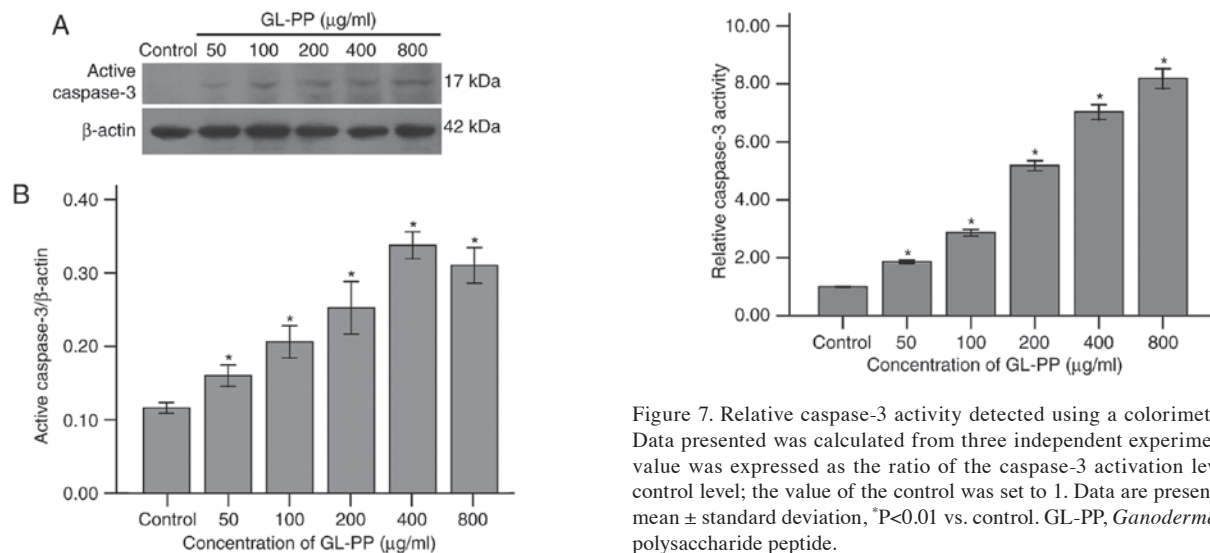 A
GL-PP (µg/ml)
Control 50 100 200 400 800
Active
caspase-3
17 kDa
β-actin
42 kDa
B
Active caspase-3/β-actin
0.40
0.30
0.20
0.10
0.00
* * * * *
Control 50 100 200 400 800
Concentration of GL-PP (µg/ml)
Relative caspase-3 activity
10.00
8.00
6.00
4.00
2.00
0.00
* * * * *
Control 50 100 200 400 800
Concentration of GL-PP (µg/ml)
Figure 7. Relative caspase-3 activity detected using a colorimet
Data presented was calculated from three independent experime
value was expressed as the ratio of the caspase-3 activation lev
control level; the value of the control was set to 1. Data are presen
mean ± standard deviation, *P<0.01 vs. control. GL-PP, Ganoderma
polysaccharide peptide.